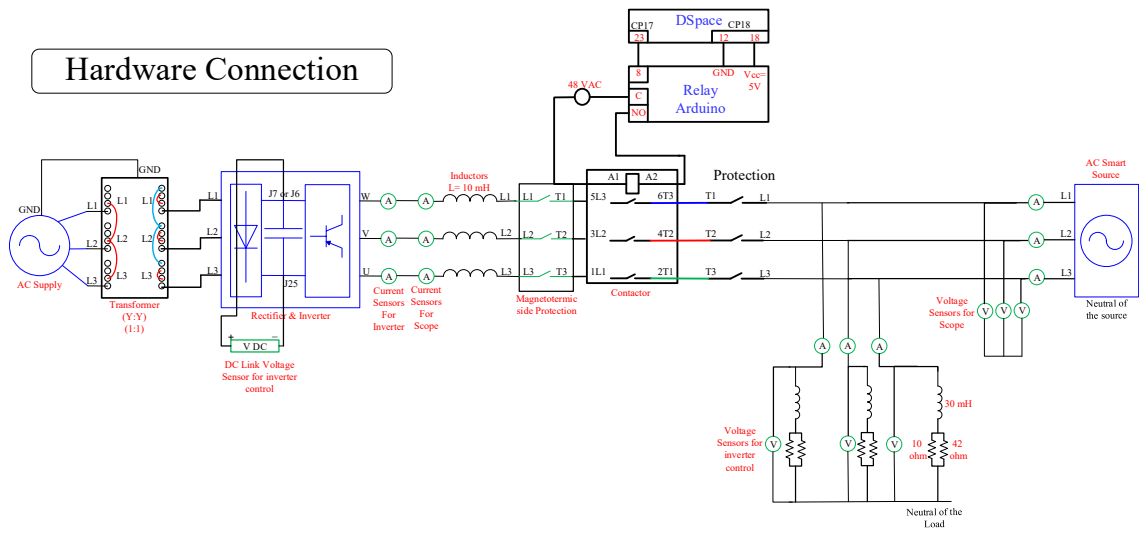 Hardware Connection
DSpace
CP17
CP18
23
12
18
8
GND
Vcc=
5V
48 VAC
C
Relay
Arduino
NO
A1
A2
Protection
AC Smart
Source
GND
GND
L1
L2
L3
AC Supply
L1
L2
L3
L1
L2
L3
Transformer
(Y:Y)
(1:1)
L1
L2
L3
J7 or J6
J25
Rectifier & Inverter
+
−
V DC
DC Link Voltage
Sensor for inverter
control
W
V
U
A
A
A
A
A
A
Current
Sensors
For
Inverter
Current
Sensors
For
Scope
Inductors
L= 10 mH
L1
L2
L3
L1
T1
L2
T2
L3
T3
Magnetotermic
side Protection
5L3
6T3
3L2
4T2
1L1
2T1
Contactor
T1
L1
T2
L2
T3
L3
A
A
A
L1
L2
L3
Neutral of
the source
Voltage
Sensors for
Scope
V
V
V
A
A
A
Voltage
Sensors for
inverter
control
V
V
V
30 mH
10
ohm
42
ohm
Neutral of the
Load